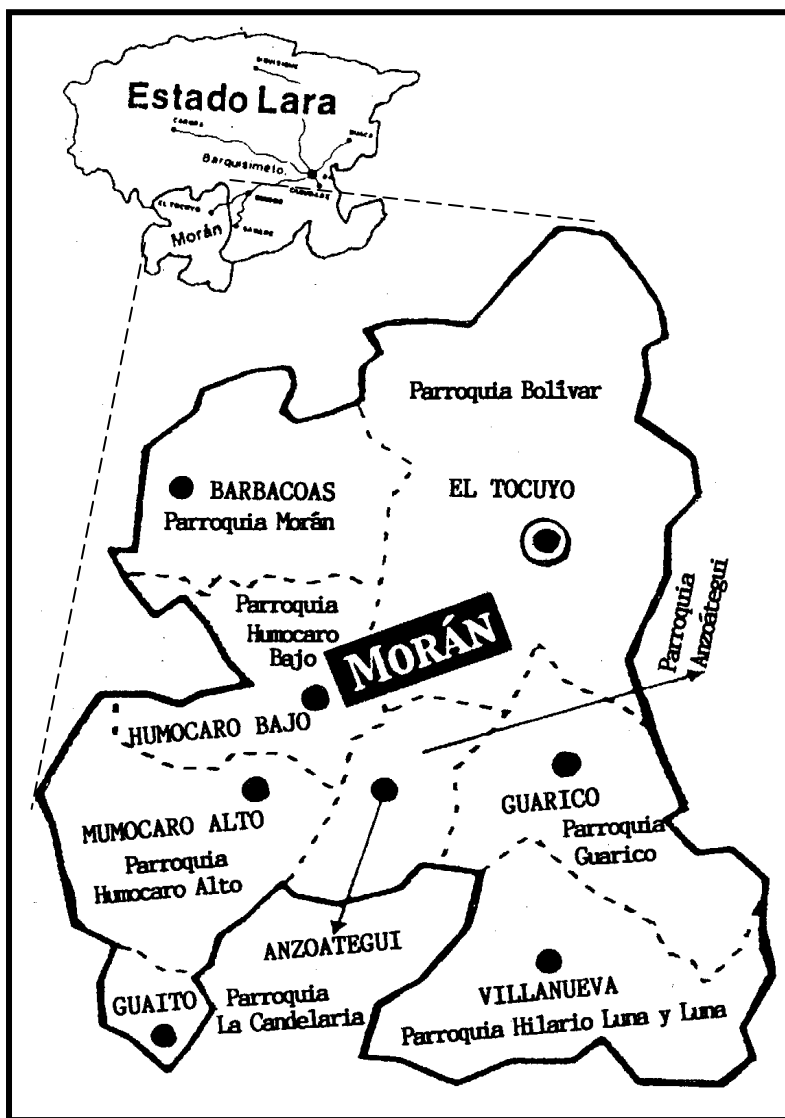 Estado Lara
CARORA
Barquisimeto.
EL TOCUYO
Morán
Parroquia Bolívar
BARBACOAS
Parroquia Morán
EL TOCUYO
Parroquia
Anzoátegui
Parroquia
Humocaro
Bajo
MORÁN
HUMOCARO BAJO
MUMOCARO ALTO
Parroquia
Humocaro Alto
GUARICO
Parroquia
Guarico
ANZOATEGUI
GUAITO
Parroquia
La Candelaria
VILLANUEVA
Parroquia Hilario Luna y Luna